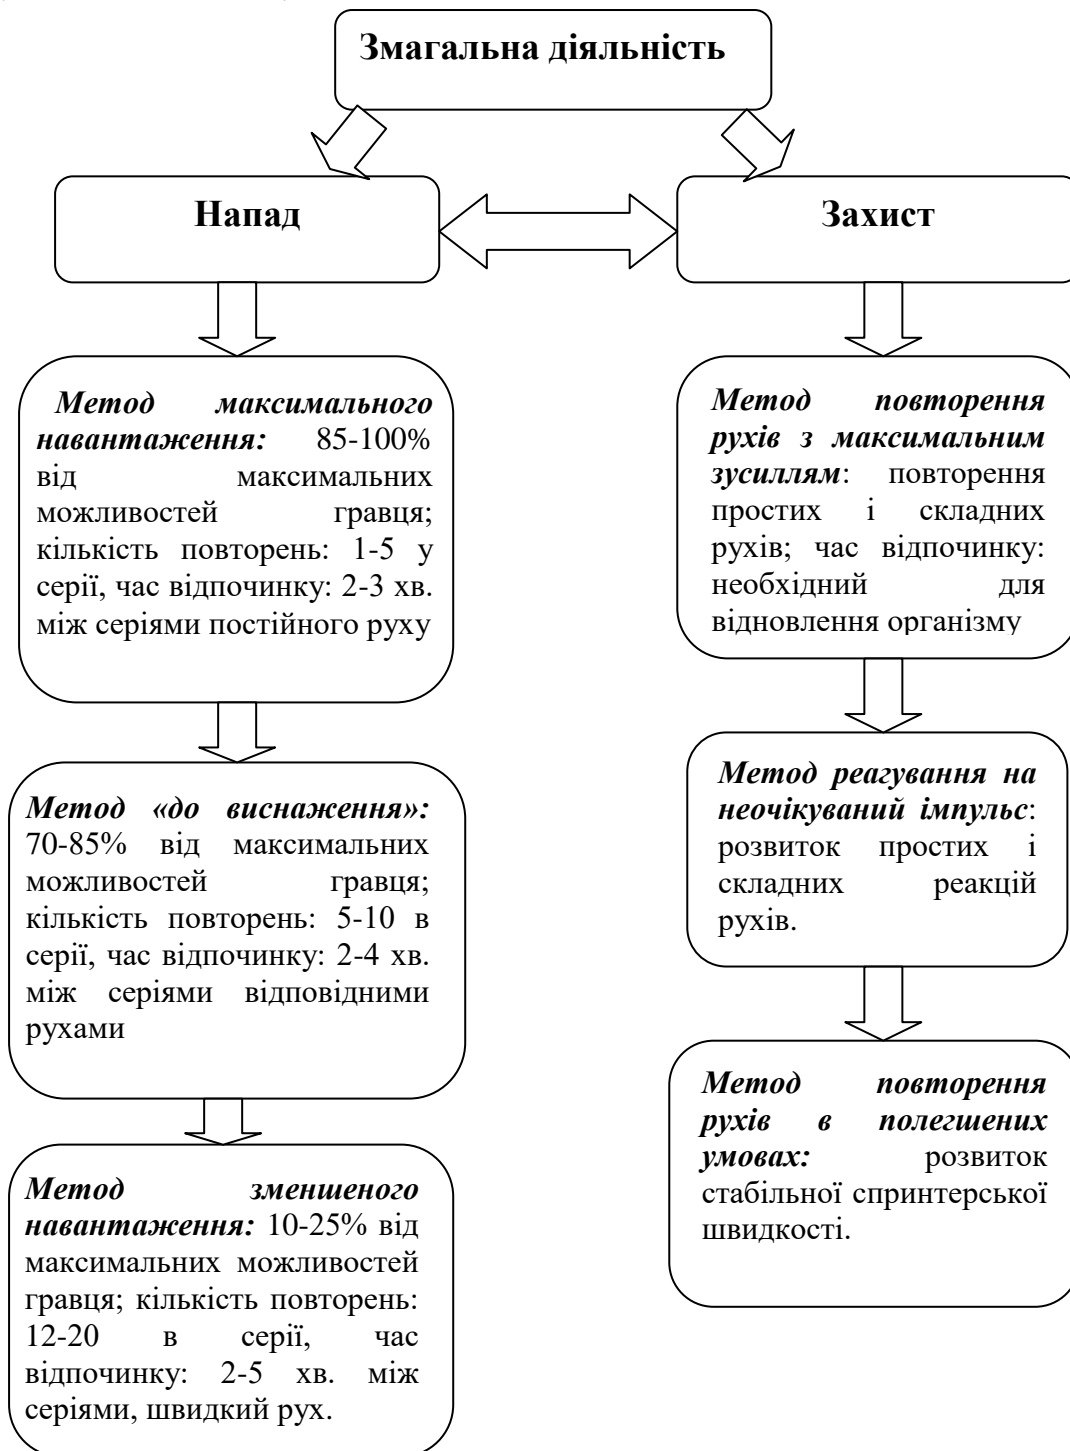 Змагальна діяльність
Напад
Захист
Метод максимального
навантаження: 85-100%
від максимальних
можливостей гравця;
кількість повторень: 1-5 у
серії, час відпочинку: 2-3 хв.
між серіями постійного руху
Метод «до виснаження»:
70-85% від максимальних
можливостей гравця;
кількість повторень: 5-10 в
серії, час відпочинку: 2-4 хв.
між серіями відповідними
рухами
Метод зменшеного
навантаження: 10-25% від
максимальних можливостей
гравця; кількість повторень:
12-20 в серії, час
відпочинку: 2-5 хв. між
серіями, швидкий рух.
Метод повторення
рухів з максимальним
зусиллям: повторення
простих і складних
рухів; час відпочинку:
необхідний для
відновлення організму
Метод реагування на
неочікуваний імпульс:
розвиток простих і
складних реакцій
рухів.
Метод повторення
рухів в полегшених
умовах: розвиток
стабільної спринтерської
швидкості.